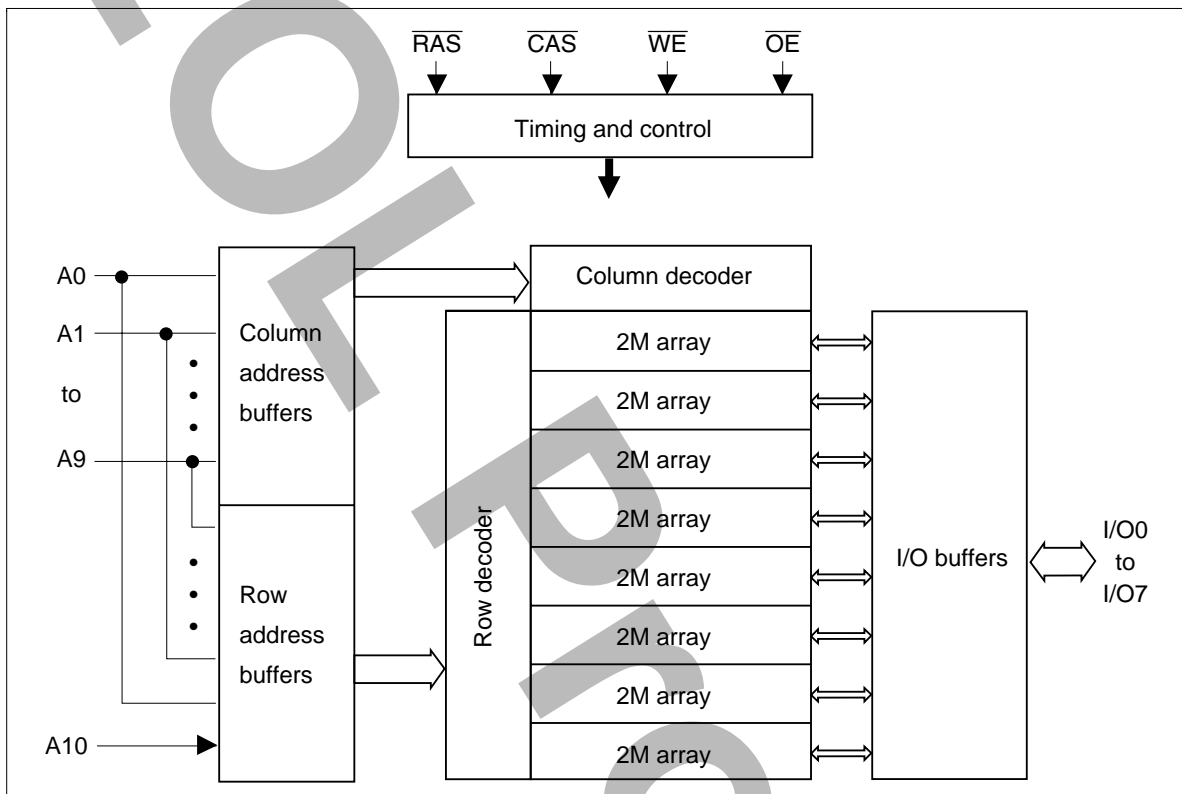 RAS CAS WE OE
Timing and control
A0
A1
to
A9
A10
Column
address
buffers
Row
address
buffers
Column decoder
Row decoder
2M array
2M array
2M array
2M array
2M array
2M array
2M array
2M array
I/O buffers
I/O0
to
I/O7
OL Pro